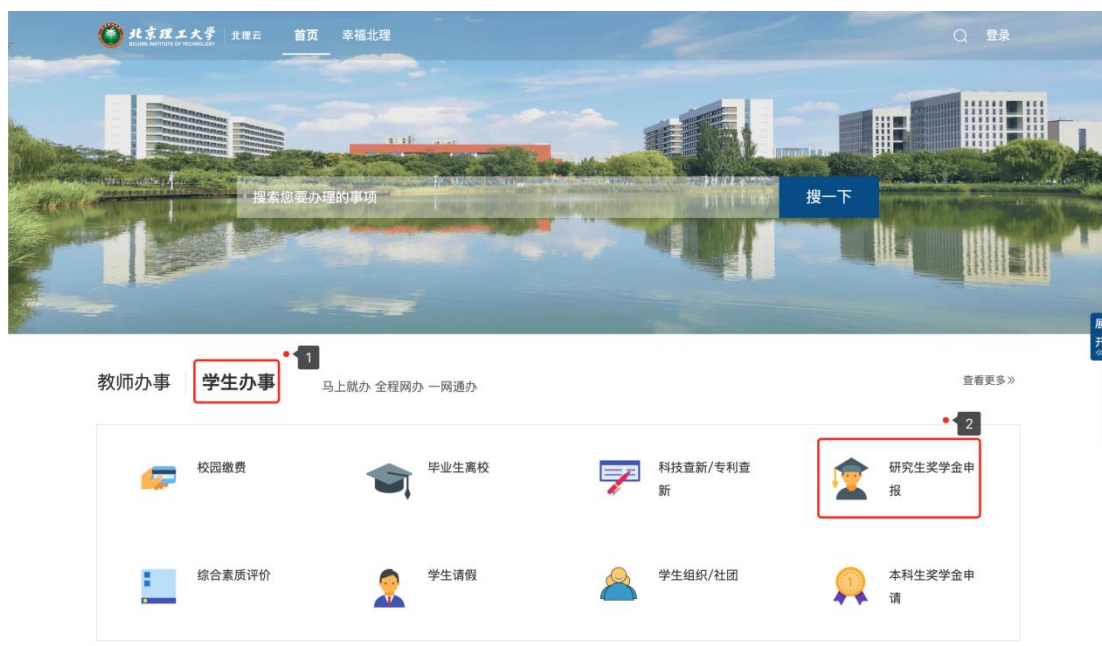 北京理工大学 北理云 首页 幸福北理 登录
BEIJING INSTITUTE OF TECHNOLOGY
搜索您要办理的事项 搜一下
展
开
1
教师办事 学生办事 马上就办 全程网办 一网通办 查看更多
2
校园缴费 毕业生离校 科技查新/专利查 研究生奖学金申
新 报
综合素质评价 学生请假 学生组织/社团 本科生奖学金申
请